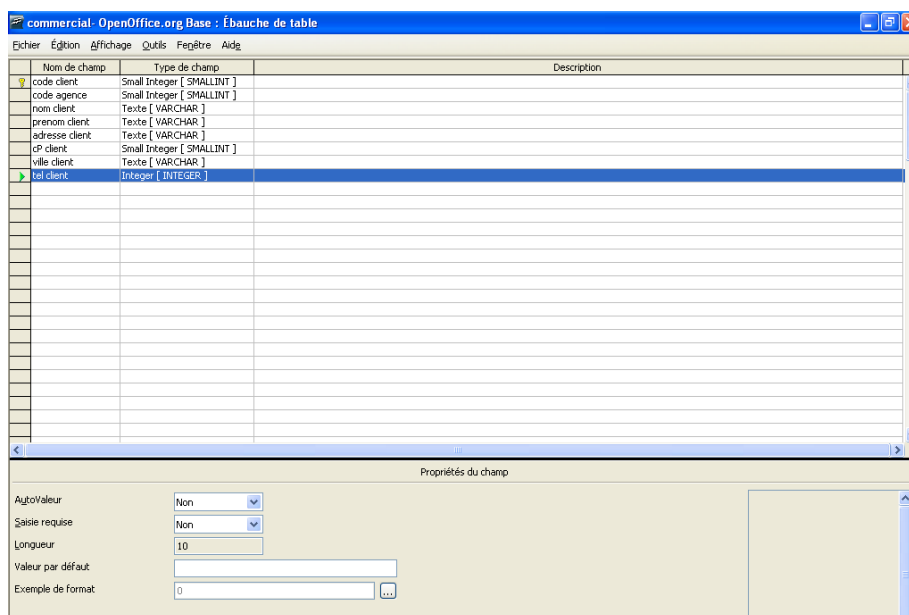 commercial- OpenOffice.org Base : Ébauche de table
Fichier Édition Affichage Outils Fenêtre Aide
Nom de champ Type de champ Description
code client Small Integer [ SMALLINT ]
code agence Small Integer [ SMALLINT ]
nom client Texte [ VARCHAR ]
prenom client Texte [ VARCHAR ]
adresse client Texte [ VARCHAR ]
cP client Small Integer [ SMALLINT ]
ville client Texte [ VARCHAR ]
tel client Integer [ INTEGER ]
Propriétés du champ
AutoValeur Non
Saisie requise Non
Longueur 10
Valeur par défaut
Exemple de format 0 ...